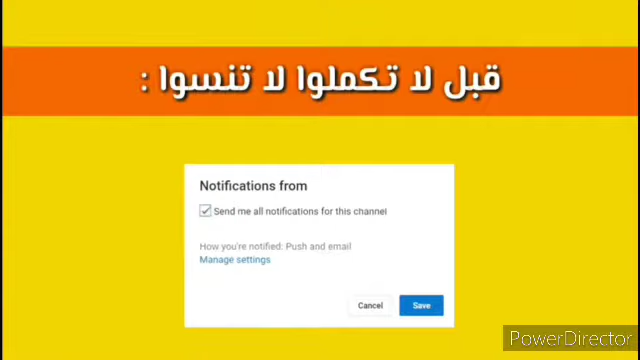 قبل لا تكملوا لا تنسوا :
Notifications from
Send me all notifications for this channel
How you're notified: Push and email
Manage settings
Cancel
Save
PowerDirector